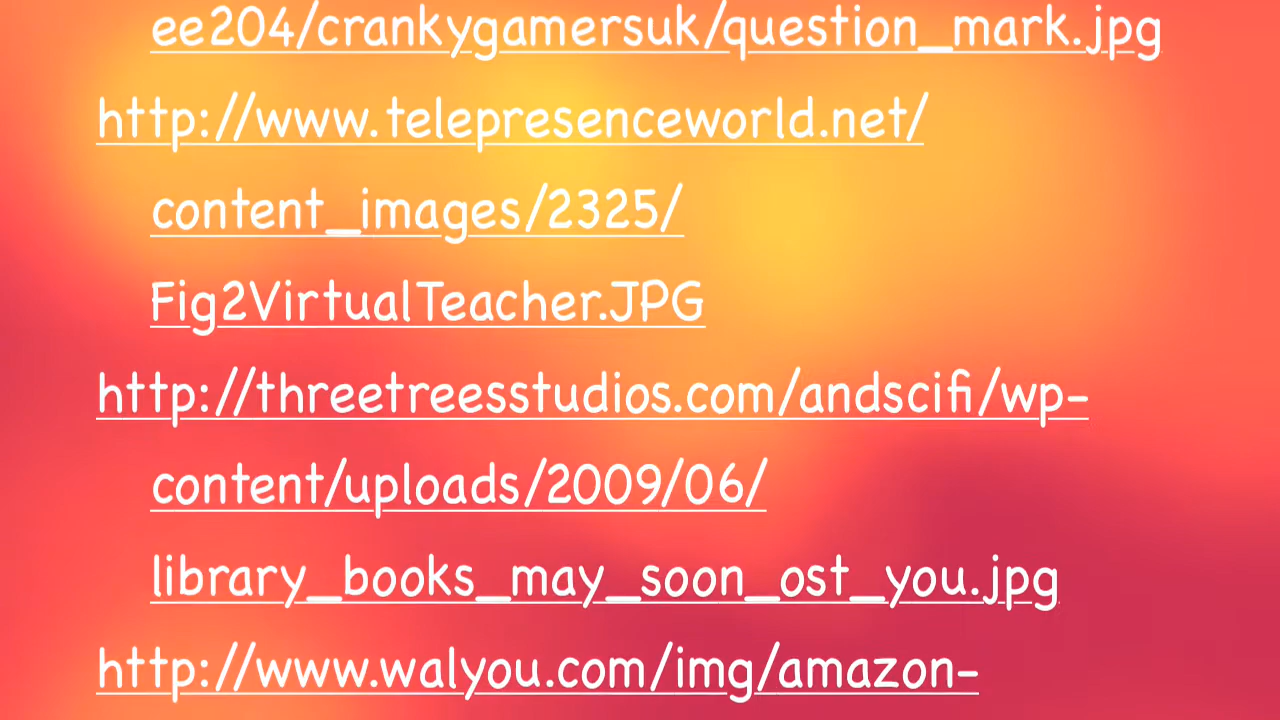 ee204/crankygamersuk/question_mark.jpg
http://www.telepresenceworld.net/
content_images/2325/
Fig2VirtualTeacher.JPG
http://threetreesstudios.com/andscifi/wp-
content/uploads/2009/06/
library_books_may_soon_ost_you.jpg
http://www.walyou.com/img/amazon-